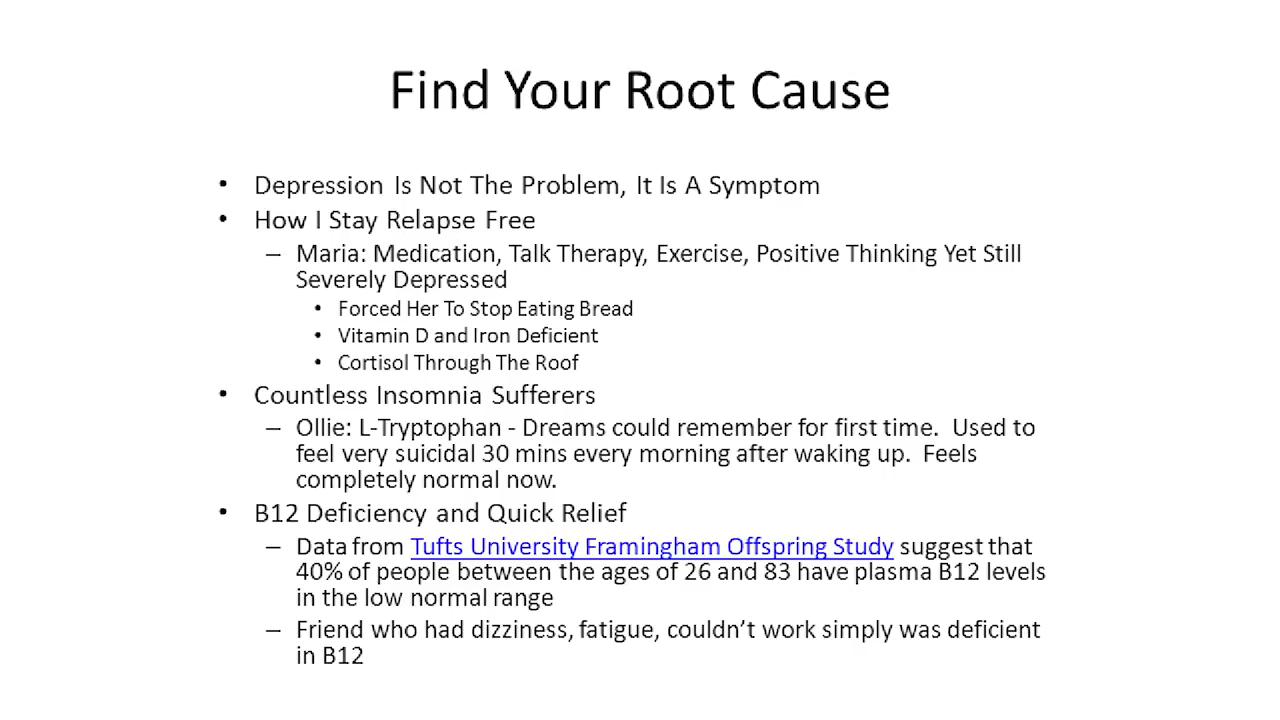 Find Your Root Cause
• Depression Is Not The Problem, It Is A Symptom
• How I Stay Relapse Free
– Maria: Medication, Talk Therapy, Exercise, Positive Thinking Yet Still
Severely Depressed
• Forced Her To Stop Eating Bread
• Vitamin D and Iron Deficient
• Cortisol Through The Roof
• Countless Insomnia Sufferers
– Ollie: L-Tryptophan - Dreams could remember for first time.  Used to
feel very suicidal 30 mins every morning after waking up.  Feels
completely normal now.
• B12 Deficiency and Quick Relief
– Data from Tufts University Framingham Offspring Study suggest that
40% of people between the ages of 26 and 83 have plasma B12 levels
in the low normal range
– Friend who had dizziness, fatigue, couldn’t work simply was deficient
in B12